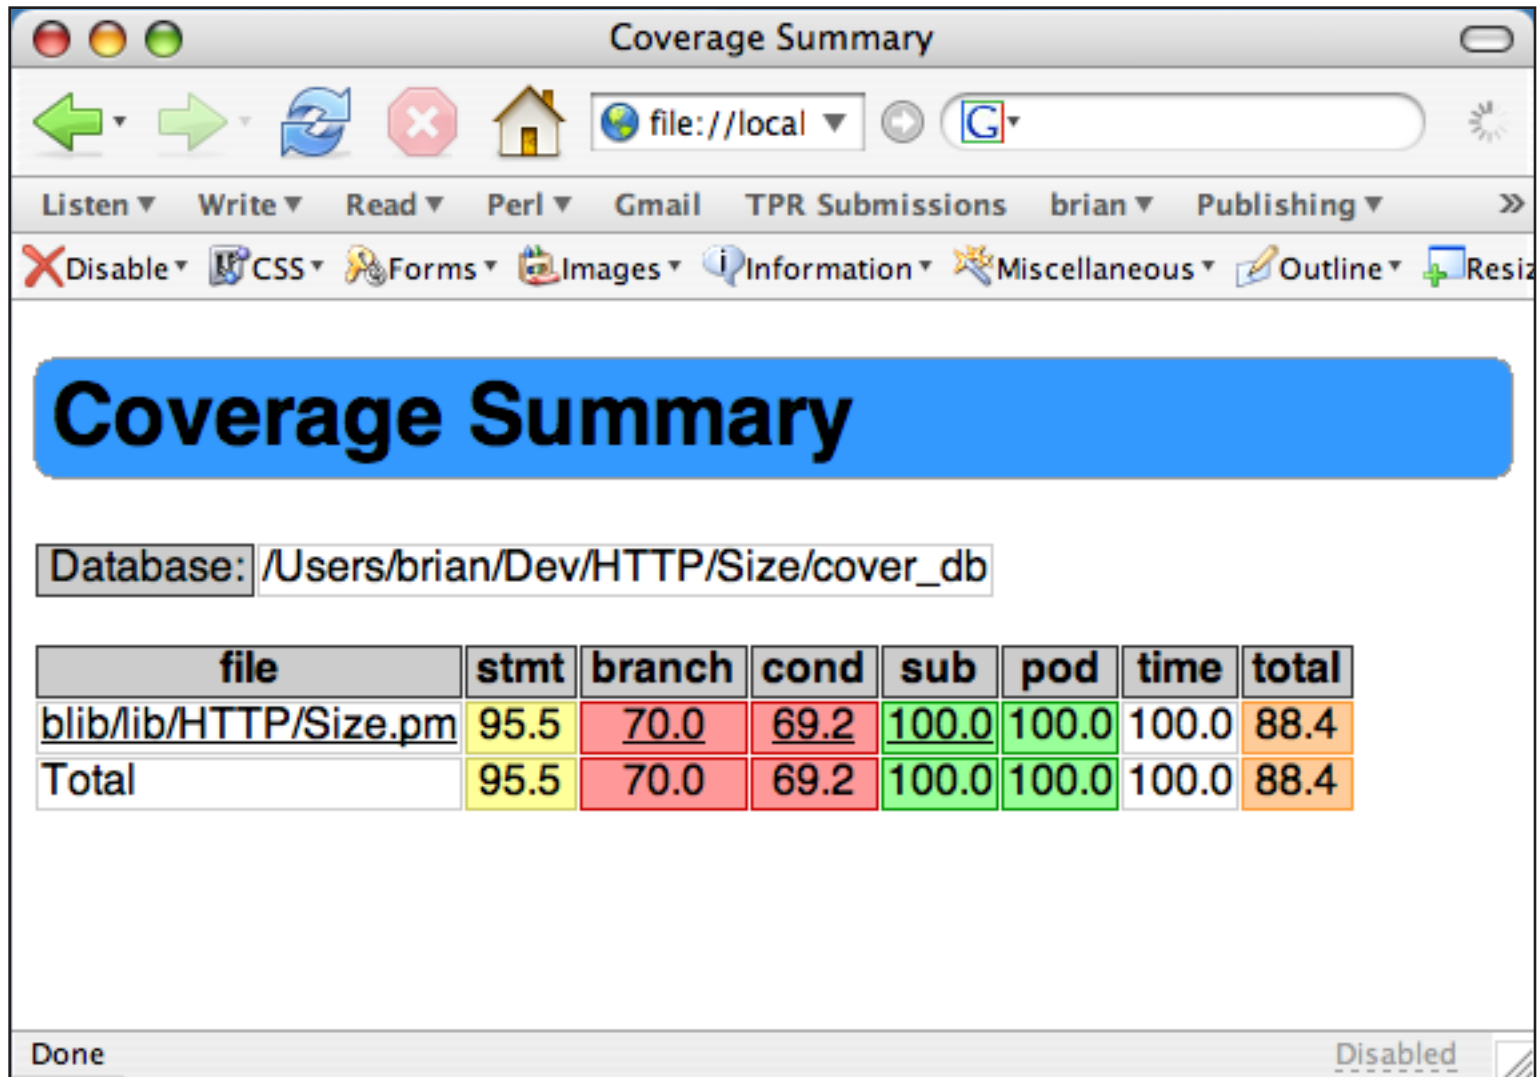 Coverage Summary
file://local
G
Listen Write Read Perl Gmail TPR Submissions brian Publishing »
Disable CSS Forms Images Information Miscellaneous Outline Resiz
Coverage Summary
Database: /Users/brian/Dev/HTTP/Size/cover_db
file stmt branch cond sub pod time total
blib/lib/HTTP/Size.pm 95.5 70.0 69.2 100.0 100.0 100.0 88.4
Total 95.5 70.0 69.2 100.0 100.0 100.0 88.4
Done Disabled